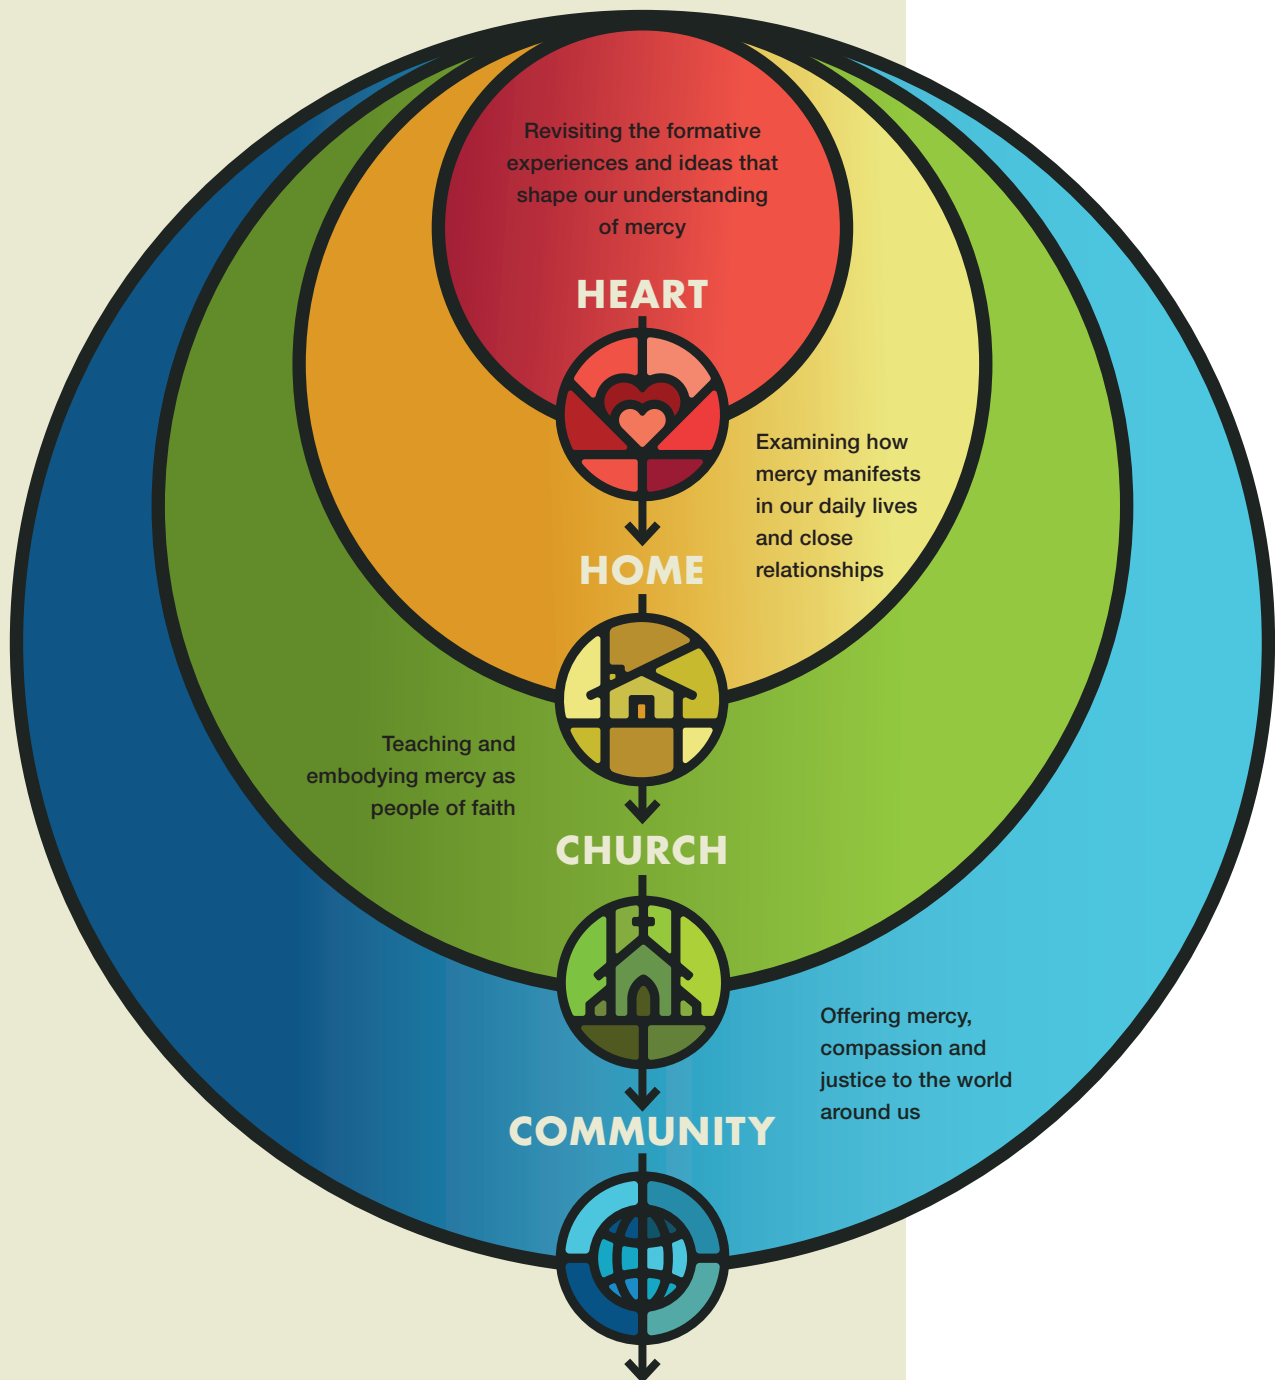 Revisiting the formative
experiences and ideas that
shape our understanding
of mercy
HEART
Examining how
mercy manifests
in our daily lives
and close
relationships
HOME
Teaching and
embodying mercy as
people of faith
CHURCH
Offering mercy,
compassion and
justice to the world
around us
COMMUNITY